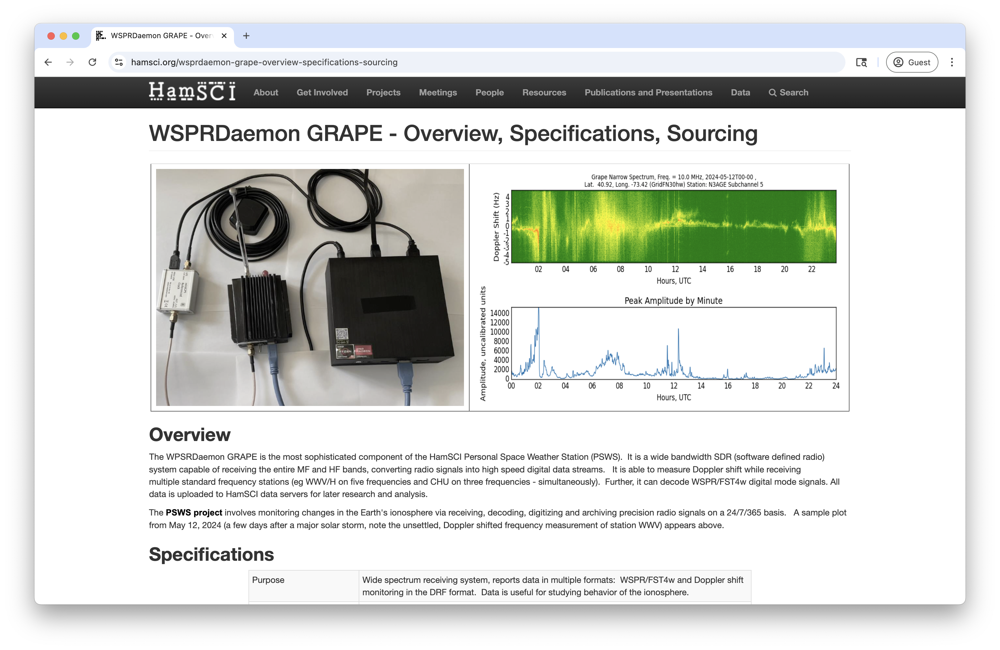 WSPRDaemon GRAPE - Over
hamsci.org/wsprdaemon-grape-overview-specifications-sourcing
Guest
HamSCI
About Get Involved Projects Meetings People Resources Publications and Presentations Data Search
WSPRDaemon GRAPE - Overview, Specifications, Sourcing
Scan
RYZEN
RADEON
Grape Narrow Spectrum, Freq. = 10.0 MHz, 2024-05-12T00-00 ,
Lat. 40.92, Long. -73.42 (GridFN30hw) Station: N3AGE Subchannel 5
Doppler Shift (Hz)
4
3
2
1
0
-1
-2
-3
-4
-5
02 04 06 08 10 12 14 16 18 20 22
Hours, UTC
Peak Amplitude by Minute
Amplitude, uncalibrated units
14000
12000
10000
8000
6000
4000
2000
0
00 02 04 06 08 10 12 14 16 18 20 22 24
Hours, UTC
Overview
The WPSRDaemon GRAPE is the most sophisticated component of the HamSCI Personal Space Weather Station (PSWS). It is a wide bandwidth SDR (software defined radio)
system capable of receiving the entire MF and HF bands, converting radio signals into high speed digital data streams. It is able to measure Doppler shift while receiving
multiple standard frequency stations (eg WWV/H on five frequencies and CHU on three frequencies - simultaneously). Further, it can decode WSPR/FST4w digital mode signals. All
data is uploaded to HamSCI data servers for later research and analysis.
The PSWS project involves monitoring changes in the Earth's ionosphere via receiving, decoding, digitizing and archiving precision radio signals on a 24/7/365 basis. A sample plot
from May 12, 2024 (a few days after a major solar storm, note the unsettled, Doppler shifted frequency measurement of station WWV) appears above.
Specifications
Purpose
Wide spectrum receiving system, reports data in multiple formats: WSPR/FST4w and Doppler shift
monitoring in the DRF format. Data is useful for studying behavior of the ionosphere.